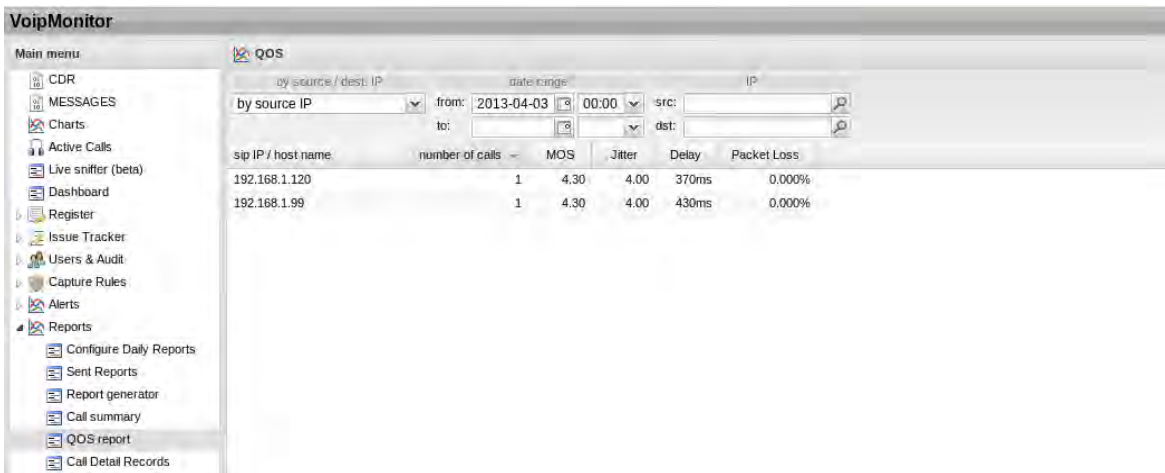 VoipMonitor
Main menu
CDR
MESSAGES
Charts
Active Calls
Live sniffer (beta)
Dashboard
Register
Issue Tracker
Users & Audit
Capture Rules
Alerts
Reports
Configure Daily Reports
Sent Reports
Report generator
Call summary
QOS report
Call Detail Records
QOS
by source / dest. IP date range IP
by source IP from: 2013-04-03 00:00 src:
to: dst:
sip IP / host name number of calls MOS Jitter Delay Packet Loss
192.168.1.120 1 4.30 4.00 370ms 0.000%
192.168.1.99 1 4.30 4.00 430ms 0.000%